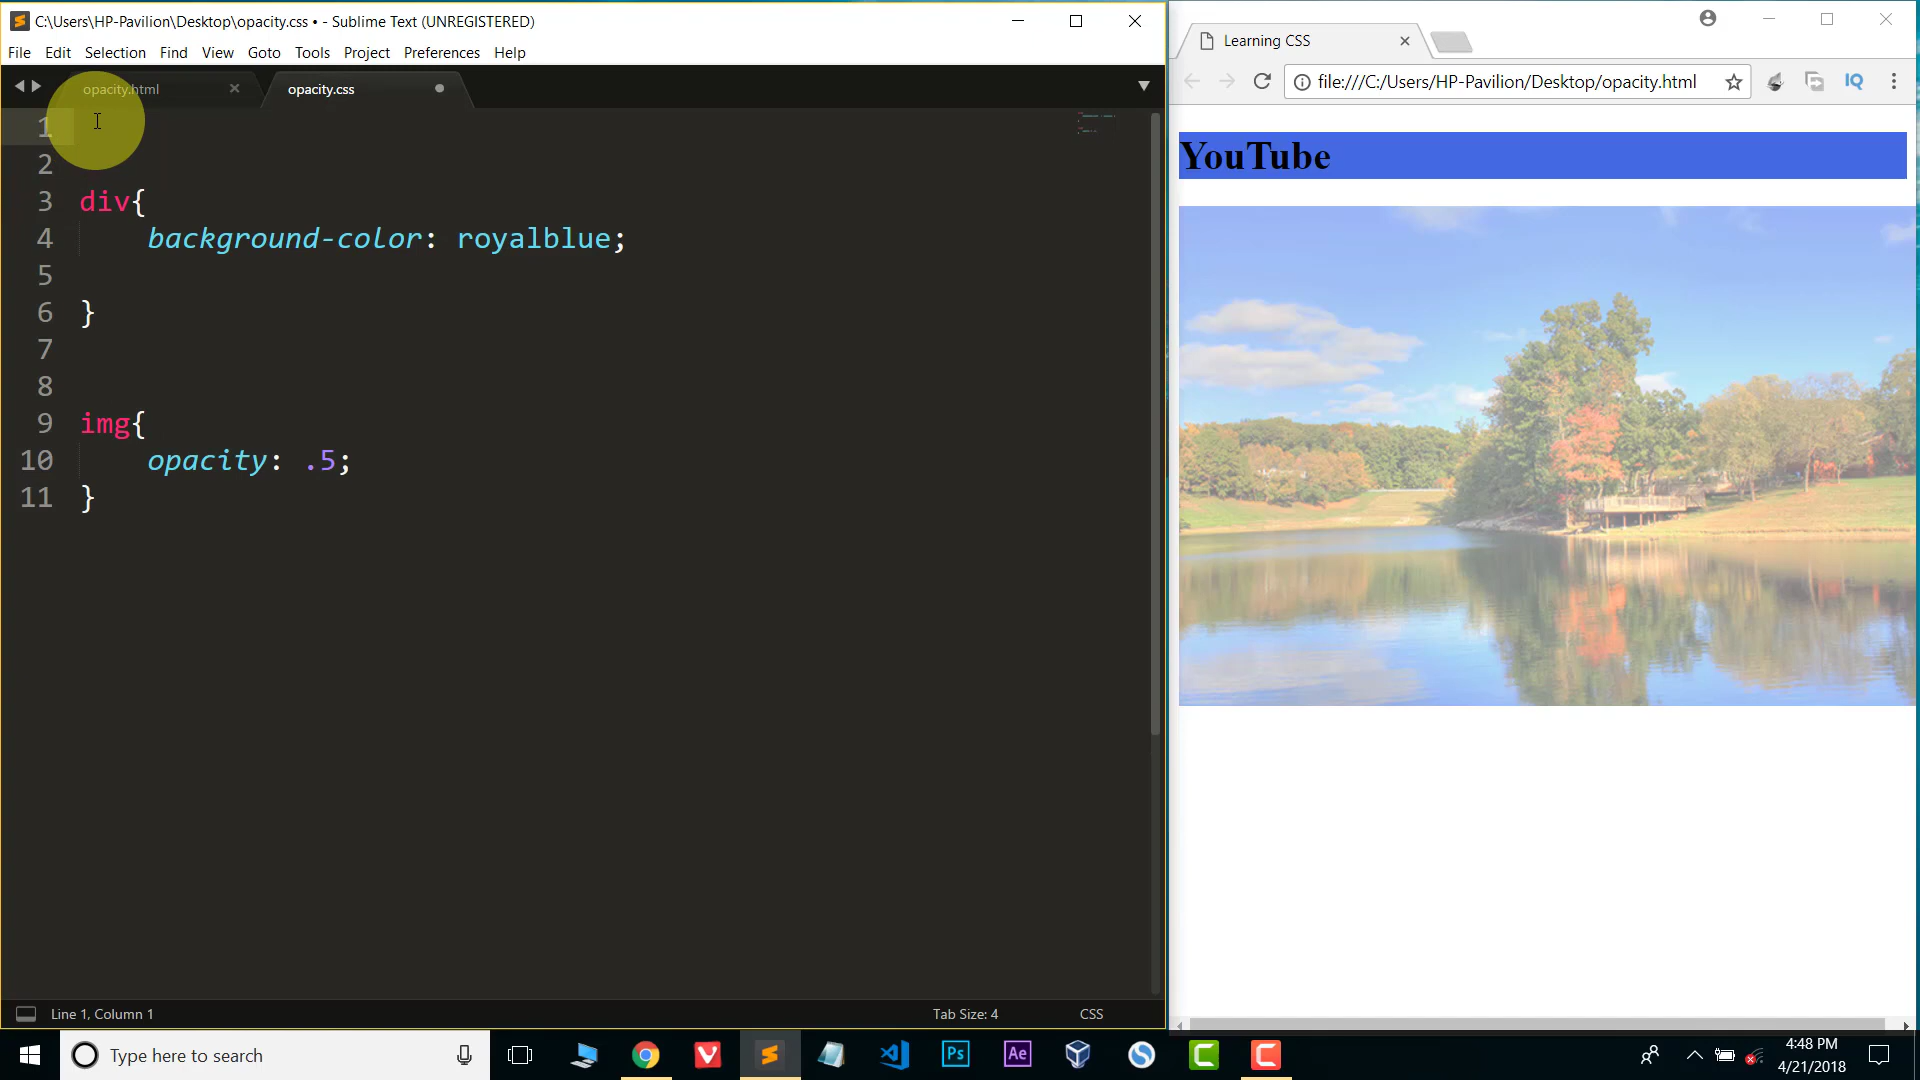 C:\Users\HP-Pavilion\Desktop\opacity.css • - Sublime Text (UNREGISTERED)
File Edit Selection Find View Goto Tools Project Preferences Help
opacity.html opacity.css
1
2
3 div{
4 background-color: royalblue;
5
6 }
7
8
9 img{
10 opacity: .5;
11 }
Line 1, Column 1 Tab Size: 4 CSS
Learning CSS
file:///C:/Users/HP-Pavilion/Desktop/opacity.html IQ
YouTube
Type here to search
Ps Ae
4:48 PM
4/21/2018